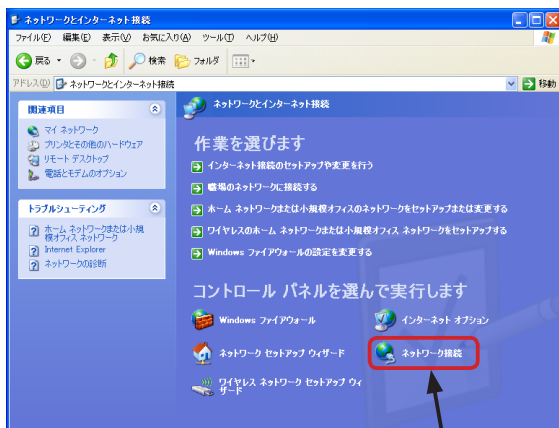 ネットワークとインターネット接続
ファイル(F) 編集(E) 表示(V) お気に入り(A) ツール(T) ヘルプ(H)
戻る 検索 フォルダ
アドレス(D) ネットワークとインターネット接続 移動
関連項目
マイ ネットワーク
プリンタとその他のハードウェア
リモート デスクトップ
電話とモデムのオプション
トラブルシューティング
ホーム ネットワークまたは小規
模オフィス ネットワーク
Internet Explorer
ネットワークの診断
ネットワークとインターネット接続
作業を選びます
インターネット接続のセットアップや変更を行う
職場のネットワークに接続する
ホーム ネットワークまたは小規模オフィスのネットワークをセットアップまたは変更する
ワイヤレスのホーム ネットワークまたは小規模オフィス ネットワークをセットアップする
Windows ファイアウォールの設定を変更する
コントロール パネルを選んで実行します
Windows ファイアウォール
インターネット オプション
ネットワーク セットアップ ウィザード
ネットワーク接続
ワイヤレス ネットワーク セットアップ ウィ
ザード